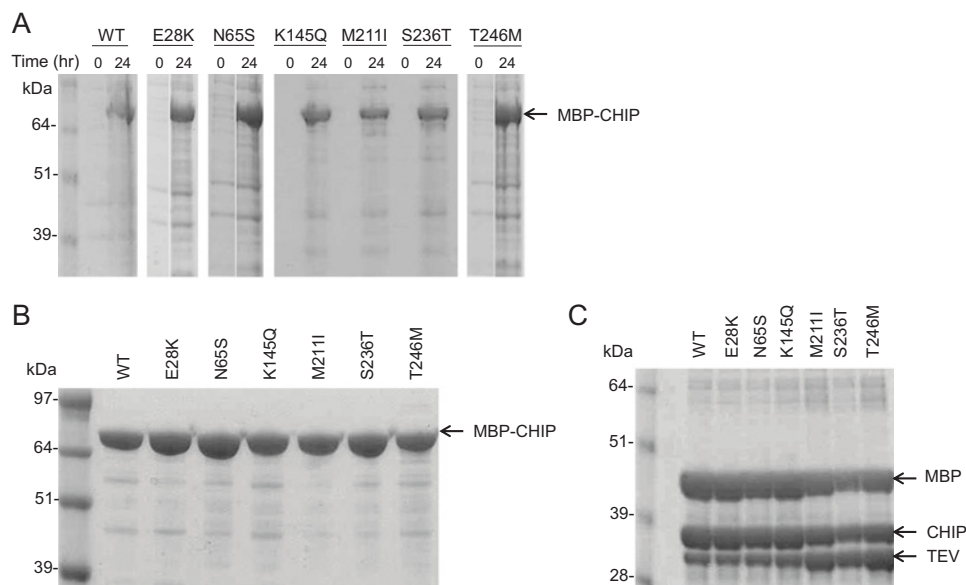 A
WT E28K N65S K145Q M211I S236T T246M
Time (hr) 0 24 0 24 0 24 0 24 0 24 0 24 0 24
kDa
64-
MBP-CHIP
51-
39-
B
kDa
WT E28K N65S K145Q M211I S236T T246M
97-
MBP-CHIP
64-
51-
39-
C
kDa
WT E28K N65S K145Q M211I S236T T246M
64-
51-
MBP
39-
CHIP
TEV
28-